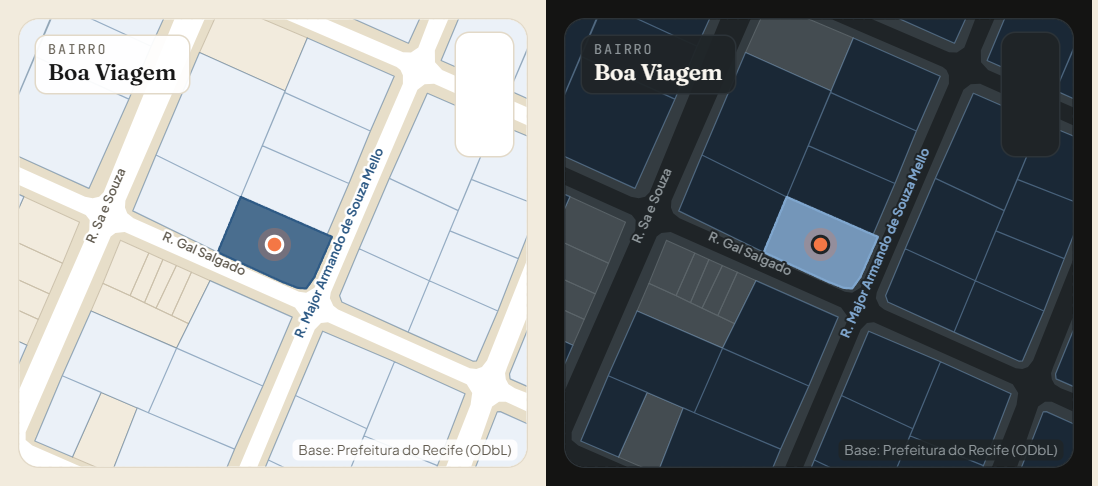 BAIRRO
Boa Viagem
R. Sa e Souza
R. Gal Salgado
R. Major Armando de Souza Mello
Base: Prefeitura do Recife (ODbL)
BAIRRO
Boa Viagem
R. Sa e Souza
R. Gal Salgado
R. Major Armando de Souza Mello
Base: Prefeitura do Recife (ODbL)